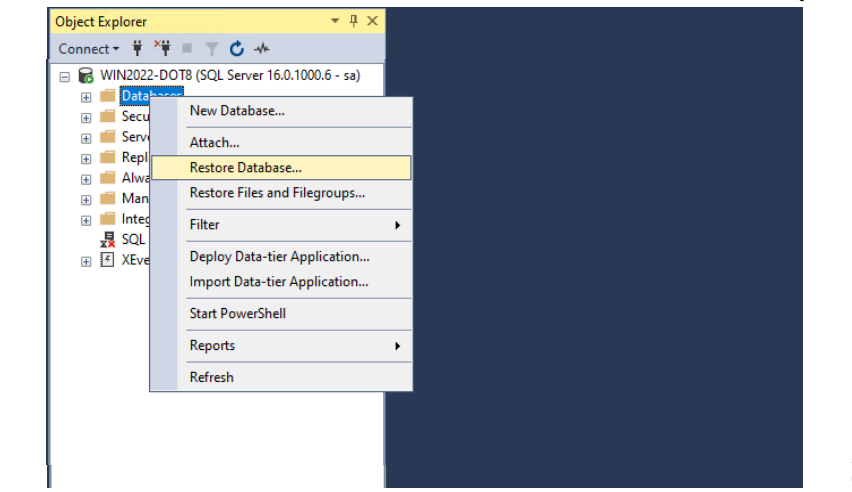 Object Explorer
Connect
WIN2022-DOT8 (SQL Server 16.0.1000.6 - sa)
Databases
New Database...
Secu
Attach...
Serve
Restore Database...
Repl
Restore Files and Filegroups...
Alwa
Man
Filter
Integ
SQL
Deploy Data-tier Application...
XEve
Import Data-tier Application...
Start PowerShell
Reports
Refresh